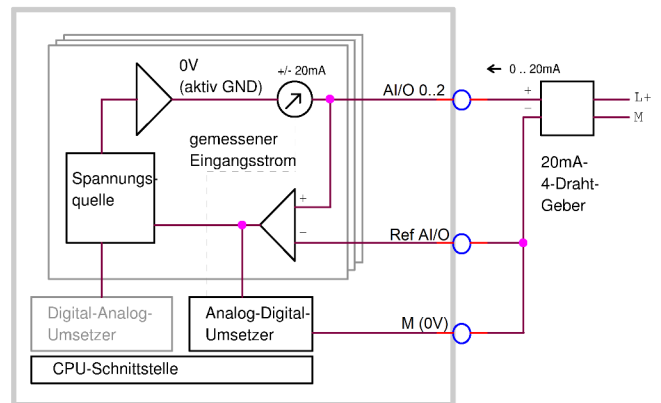 0V
(aktiv GND)
+/- 20mA
AI/O 0..2
0 .. 20mA
+
−
L+
M
gemessener
Eingangsstrom
20mA-
4-Draht-
Geber
Spannungs-
quelle
+
−
Ref AI/O
Digital-Analog-
Umsetzer
Analog-Digital-
Umsetzer
M (0V)
CPU-Schnittstelle